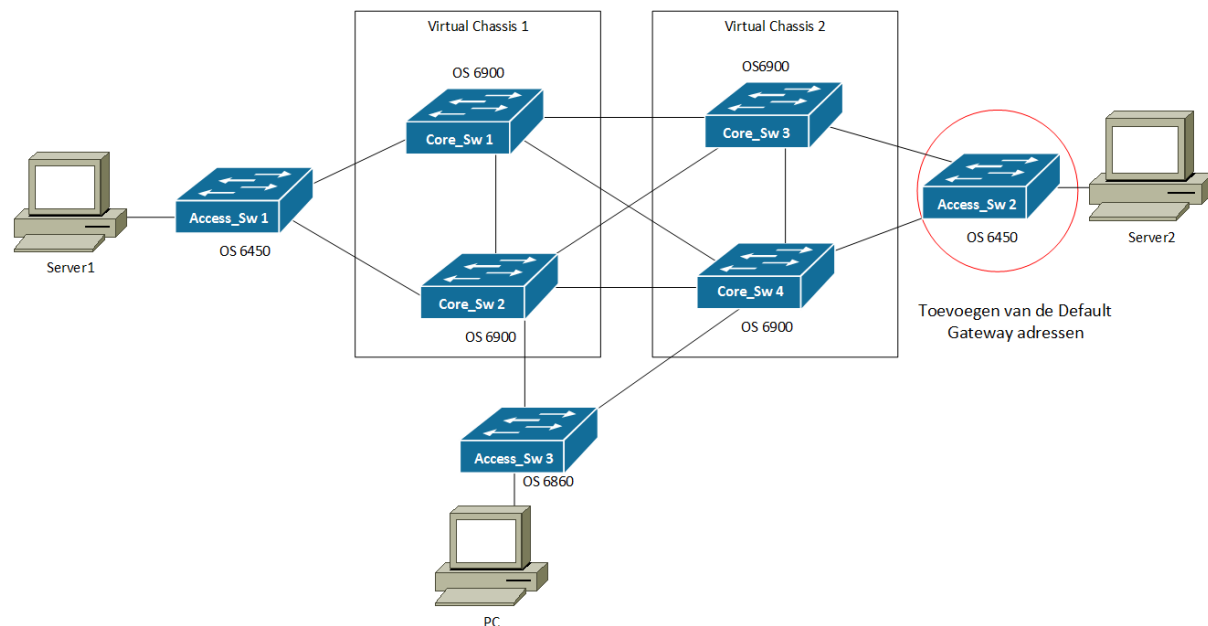 Virtual Chassis 1
Virtual Chassis 2
OS 6900
OS6900
Core_Sw 1
Core_Sw 3
Access_Sw 1
Access_Sw 2
OS 6450
OS 6450
Server1
Server2
Core_Sw 2
Core_Sw 4
OS 6900
OS 6900
Toevoegen van de Default
Gateway adressen
Access_Sw 3
OS 6860
PC